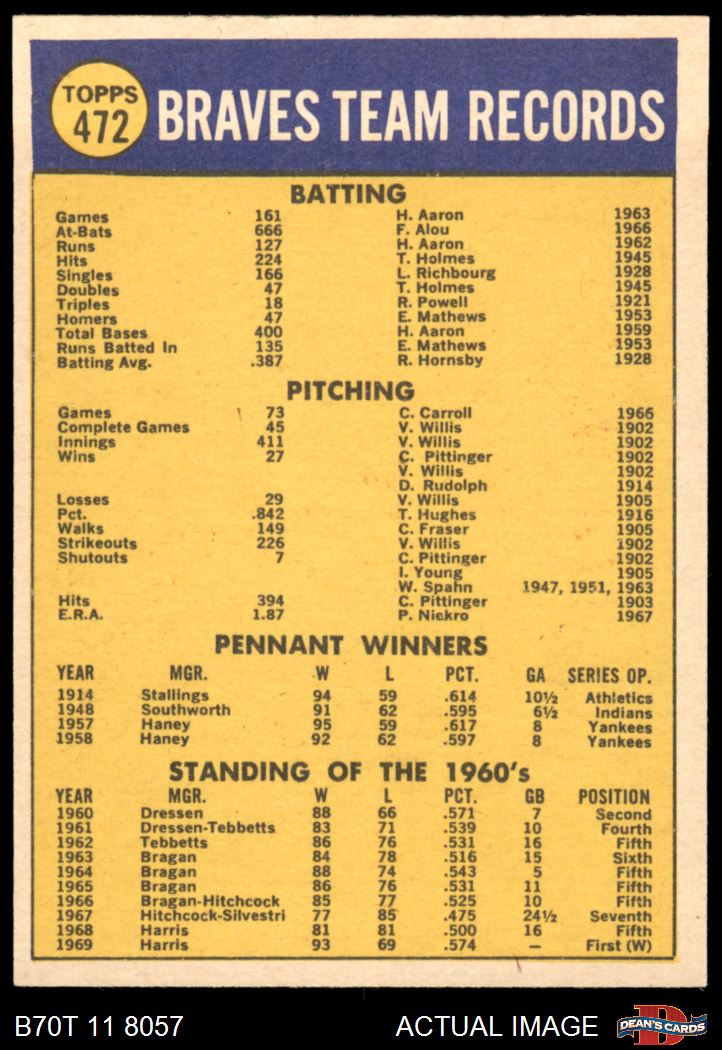 TOPPS
472
BRAVES TEAM RECORDS
BATTING
Games 161 H. Aaron 1963
At-Bats 666 F. Alou 1966
Runs 127 H. Aaron 1962
Hits 224 T. Holmes 1945
Singles 166 L. Richbourg 1928
Doubles 47 T. Holmes 1945
Triples 18 R. Powell 1921
Homers 47 E. Mathews 1953
Total Bases 400 H. Aaron 1959
Runs Batted In 135 E. Mathews 1953
Batting Avg. .387 R. Hornsby 1928
PITCHING
Games 73 C. Carroll 1966
Complete Games 45 V. Willis 1902
Innings 411 V. Willis 1902
Wins 27 C. Pittinger 1902
V. Willis 1902
D. Rudolph 1914
Losses 29 V. Willis 1905
Pct. .842 T. Hughes 1916
Walks 149 C. Fraser 1905
Strikeouts 226 V. Willis 1902
Shutouts 7 C. Pittinger 1902
I. Young 1905
W. Spahn 1947, 1951, 1963
Hits 394 C. Pittinger 1903
E.R.A. 1.87 P. Niekro 1967
PENNANT WINNERS
YEAR MGR. W L PCT. GA SERIES OP.
1914 Stallings 94 59 .614 10½ Athletics
1948 Southworth 91 62 .595 6½ Indians
1957 Haney 95 59 .617 8 Yankees
1958 Haney 92 62 .597 8 Yankees
STANDING OF THE 1960's
YEAR MGR. W L PCT. GB POSITION
1960 Dressen 88 66 .571 7 Second
1961 Dressen-Tebbetts 83 71 .539 10 Fourth
1962 Tebbetts 86 76 .531 16 Fifth
1963 Bragan 84 78 .516 15 Sixth
1964 Bragan 88 74 .543 5 Fifth
1965 Bragan 86 76 .531 11 Fifth
1966 Bragan-Hitchcock 85 77 .525 10 Fifth
1967 Hitchcock-Silvestri 77 85 .475 24½ Seventh
1968 Harris 81 81 .500 16 Fifth
1969 Harris 93 69 .574 — First (W)
B70T 11 8057 ACTUAL IMAGE DEAN'S CARDS